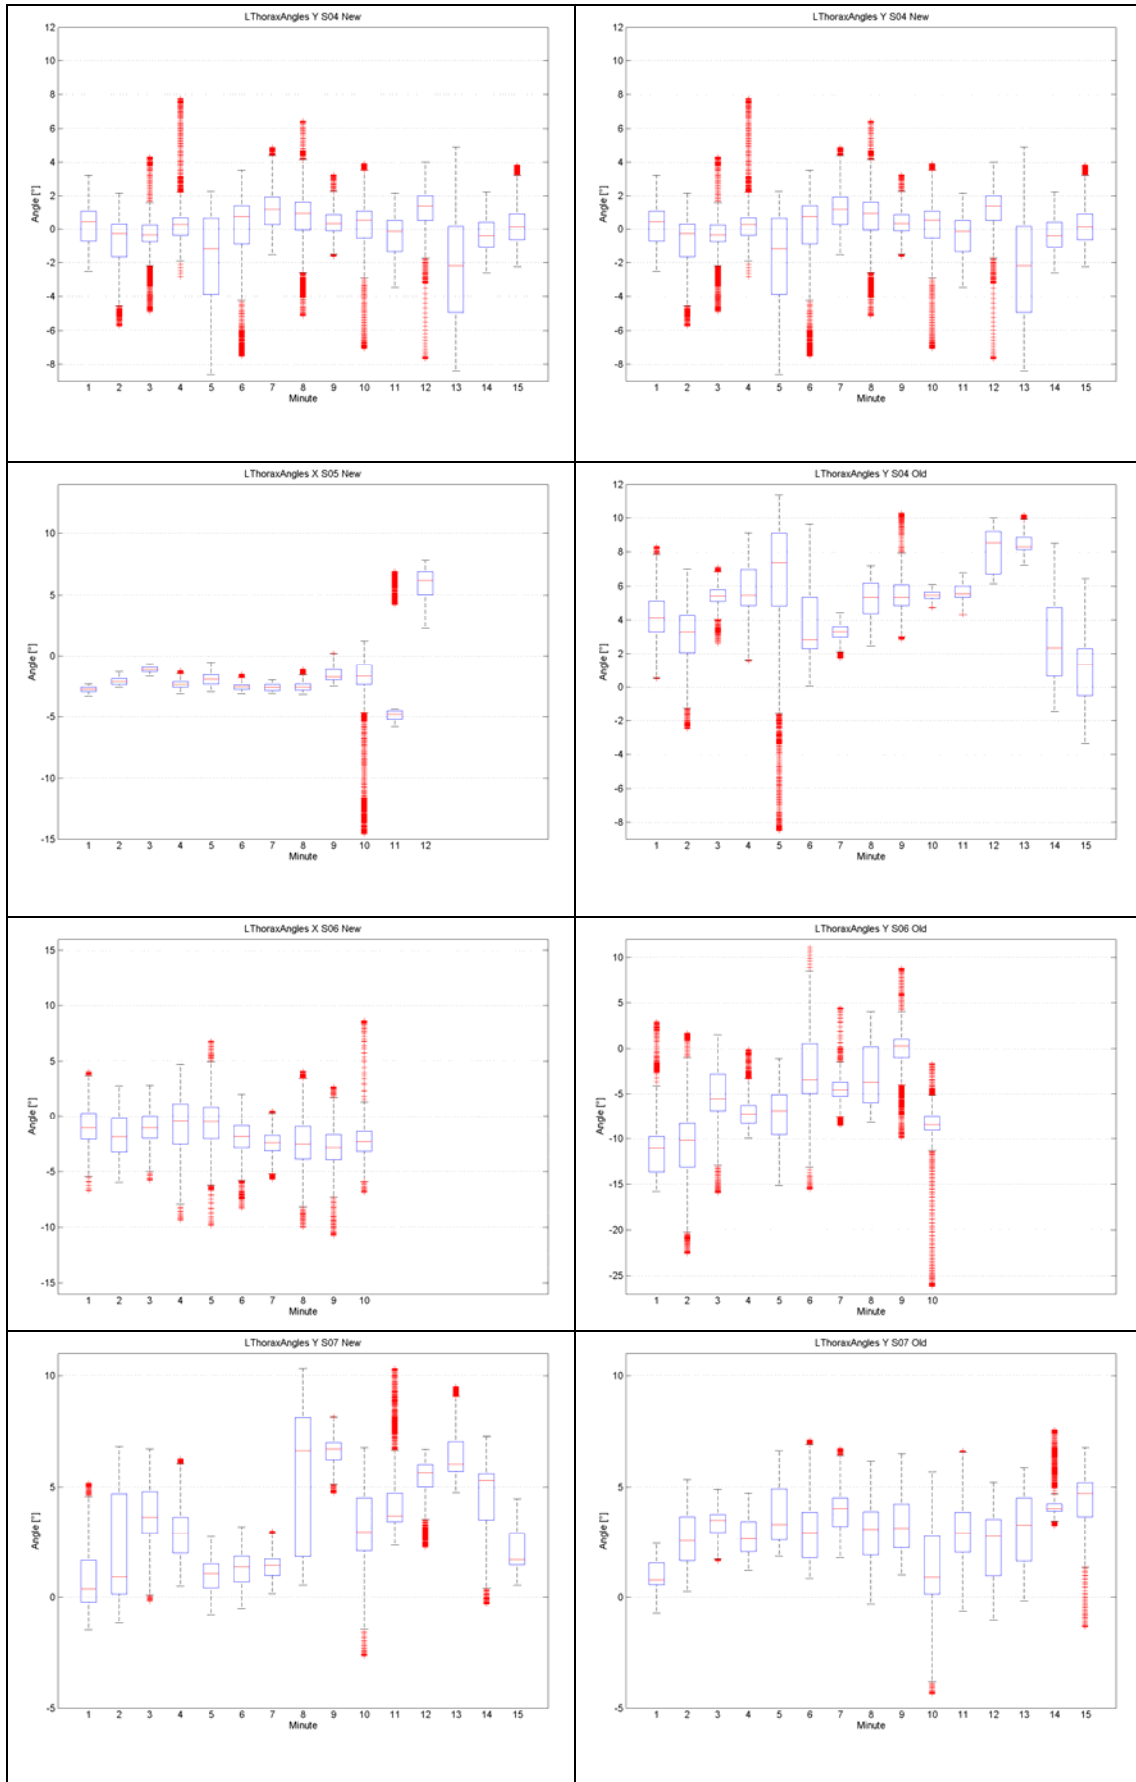 LThoraxAngles Y S04 New
12
10
8
6
4
2
0
-2
-4
-6
-8
Angle [°]
1 2 3 4 5 6 7 8 9 10 11 12 13 14 15
Minute
LThoraxAngles Y S04 New
12
10
8
6
4
2
0
-2
-4
-6
-8
Angle [°]
1 2 3 4 5 6 7 8 9 10 11 12 13 14 15
Minute
LThoraxAngles X S05 New
10
5
0
-5
-10
-15
Angle [°]
1 2 3 4 5 6 7 8 9 10 11 12
Minute
LThoraxAngles Y S04 Old
12
10
8
6
4
2
0
-2
-4
-6
-8
Angle [°]
1 2 3 4 5 6 7 8 9 10 11 12 13 14 15
Minute
LThoraxAngles X S06 New
15
10
5
0
-5
-10
-15
Angle [°]
1 2 3 4 5 6 7 8 9 10
Minute
LThoraxAngles Y S06 Old
10
5
0
-5
-10
-15
-20
-25
Angle [°]
1 2 3 4 5 6 7 8 9 10
Minute
LThoraxAngles Y S07 New
10
5
0
-5
Angle [°]
1 2 3 4 5 6 7 8 9 10 11 12 13 14 15
Minute
LThoraxAngles Y S07 Old
10
5
0
-5
Angle [°]
1 2 3 4 5 6 7 8 9 10 11 12 13 14 15
Minute